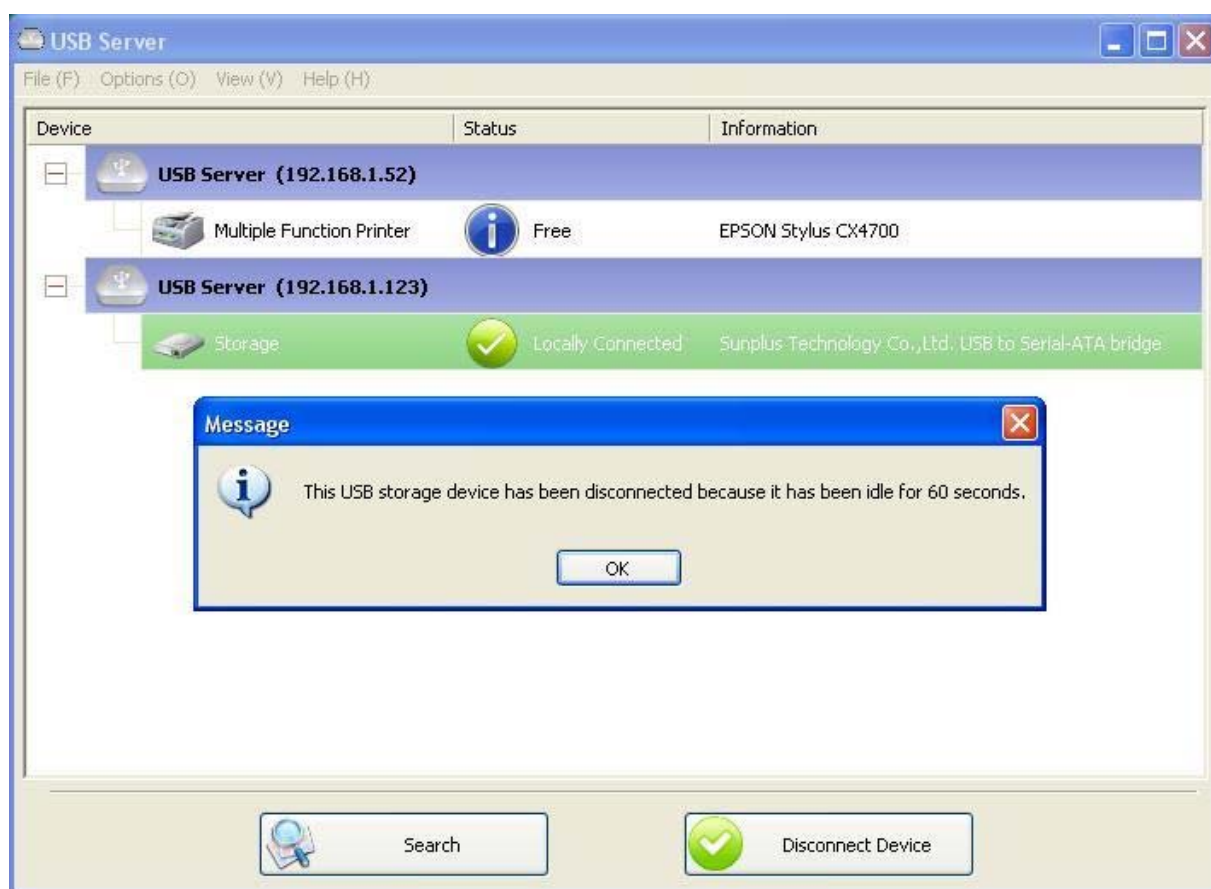 USB Server
File (F) Options (O) View (V) Help (H)
Device Status Information
USB Server (192.168.1.52)
Multiple Function Printer Free EPSON Stylus CX4700
USB Server (192.168.1.123)
Storage Locally Connected Sunplus Technology Co.,Ltd. USB to Serial-ATA bridge
Message
This USB storage device has been disconnected because it has been idle for 60 seconds.
OK
Search Disconnect Device